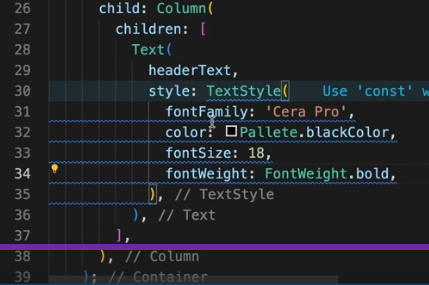 26 child: Column(
27 children: [
28 Text(
29 headerText,
30 style: TextStyle( Use 'const' w
31 fontFamily: 'Cera Pro',
32 color: Pallete.blackColor,
33 fontSize: 18,
34 fontWeight: FontWeight.bold,
35 ), // TextStyle
36 ), // Text
37 ],
38 ), // Column
39 ); // Container